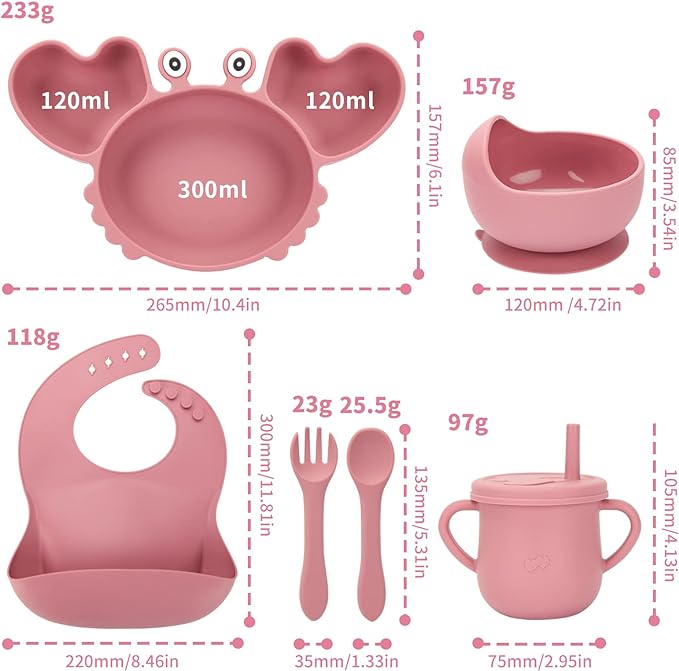 233g
120ml
120ml
300ml
157mm/6.1in
265mm/10.4in
157g
85mm/3.54in
120mm /4.72in
118g
300mm/11.81in
220mm/8.46in
23g 25.5g
135mm/5.31in
35mm/1.33in
97g
105mm/4.13in
75mm/2.95in